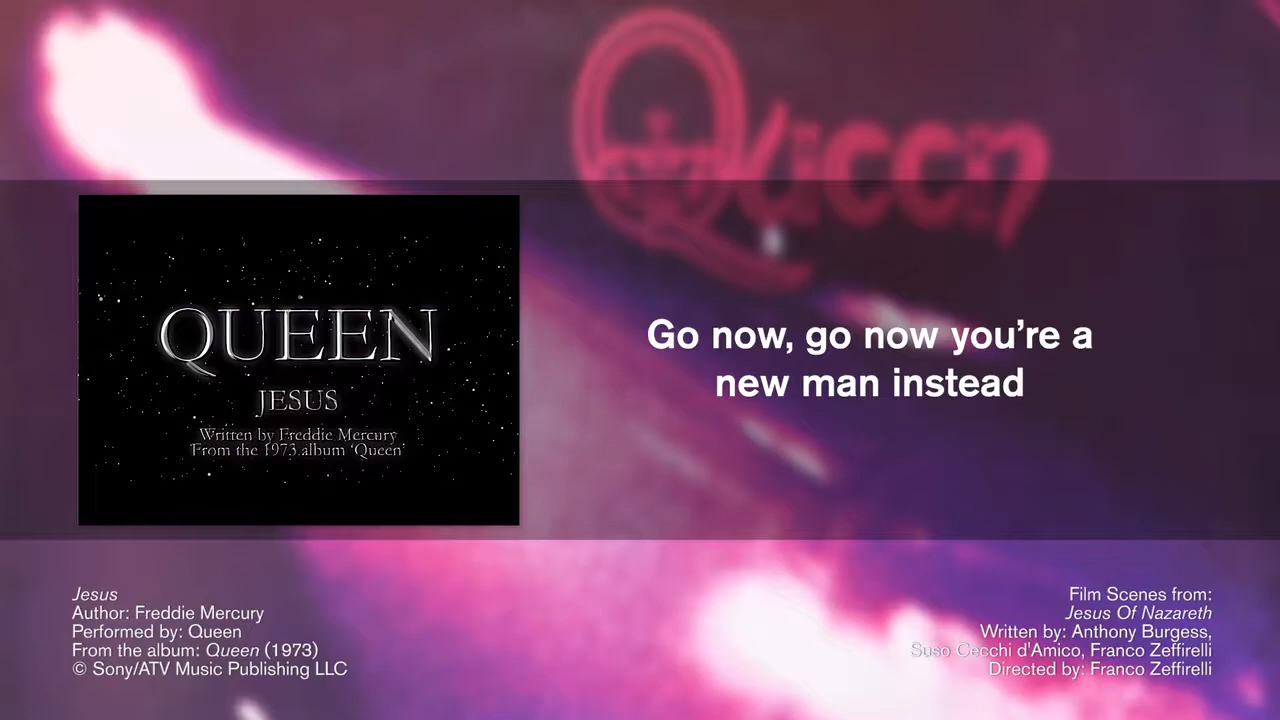 Queen
QUEEN
JESUS
Written by Freddie Mercury
From the 1973 album 'Queen'
Go now, go now you’re a
new man instead
Jesus
Author: Freddie Mercury
Performed by: Queen
From the album: Queen (1973)
© Sony/ATV Music Publishing LLC
Film Scenes from:
Jesus Of Nazareth
Written by: Anthony Burgess,
Suso Cecchi d'Amico, Franco Zeffirelli
Directed by: Franco Zeffirelli